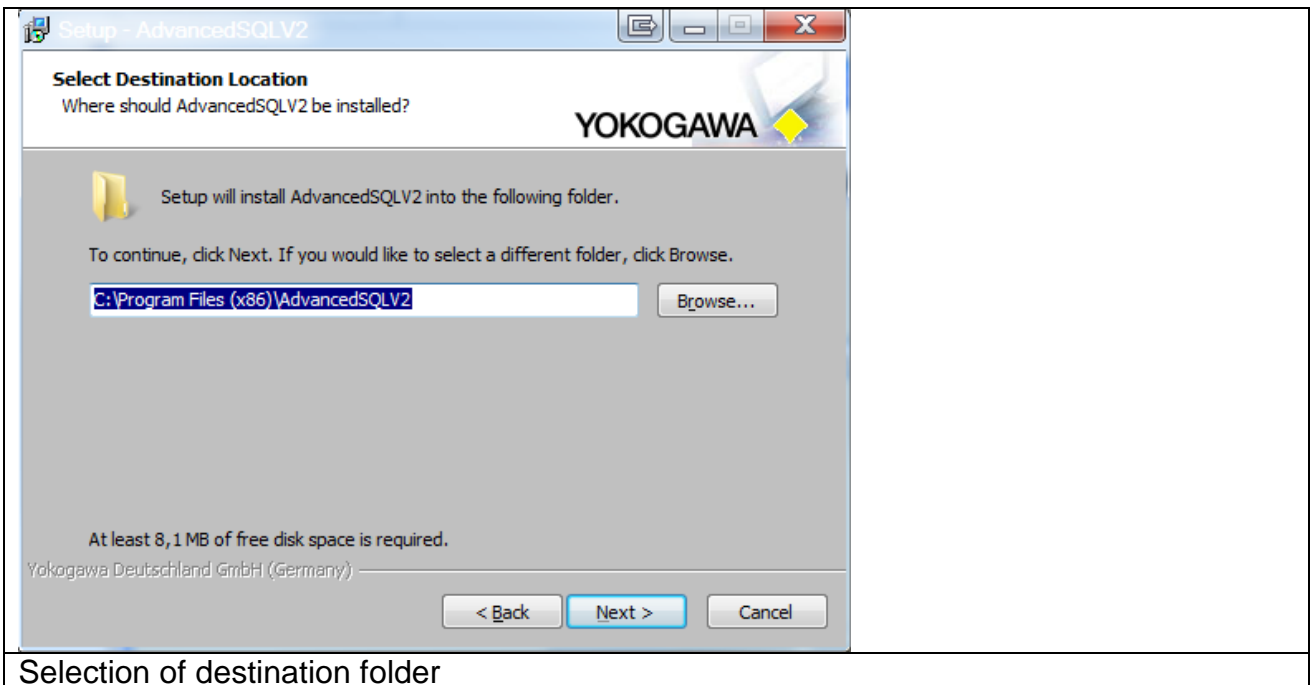 Setup - AdvancedSQLV2
Select Destination Location
Where should AdvancedSQLV2 be installed?
YOKOGAWA
Setup will install AdvancedSQLV2 into the following folder.
To continue, click Next. If you would like to select a different folder, click Browse.
C:\Program Files (x86)\AdvancedSQLV2
Browse...
At least 8,1 MB of free disk space is required.
Yokogawa Deutschland GmbH (Germany)
< Back Next > Cancel
Selection of destination folder